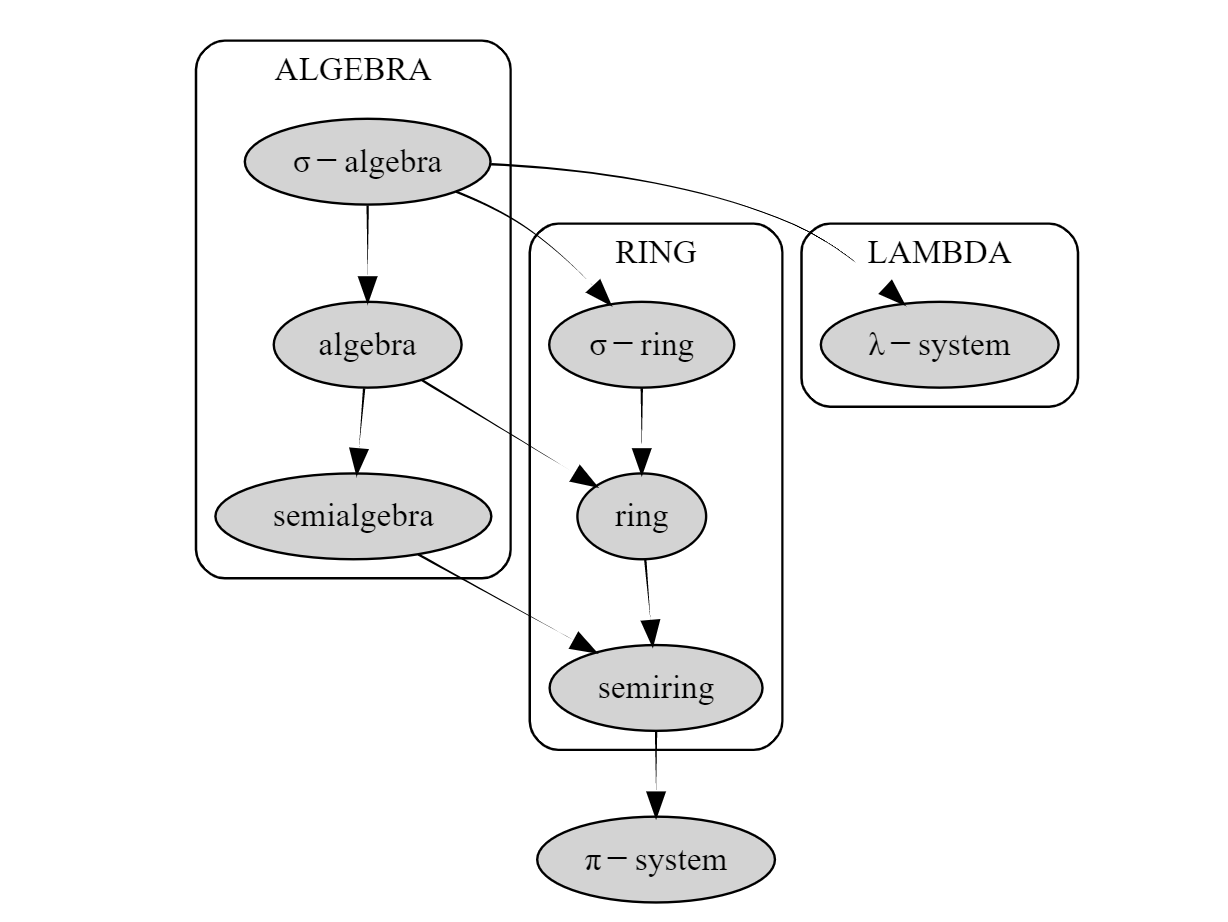 ALGEBRA
σ − algebra
RING
LAMBDA
algebra
σ − ring
λ − system
semialgebra
ring
semiring
π − system